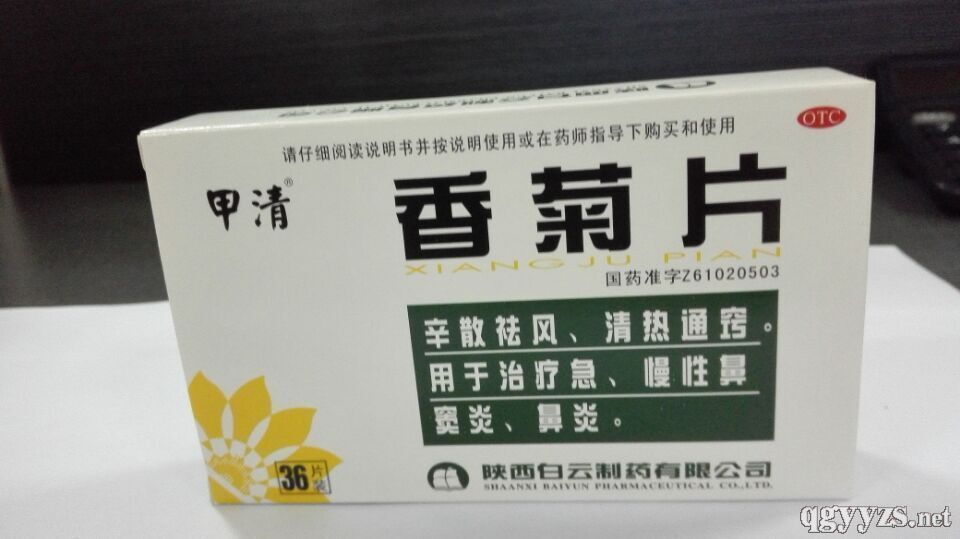 OTC
请仔细阅读说明书并按说明使用或在药师指导下购买和使用
甲清®
香菊片
XIANG JU PIAN
国药准字Z61020503
辛散祛风、清热通窍。
用于治疗急、慢性鼻
窦炎、鼻炎。
36片装
陕西白云制药有限公司
SHAANXI BAIYUN PHARMACEUTICAL CO.,LTD.
qgyyzs.net